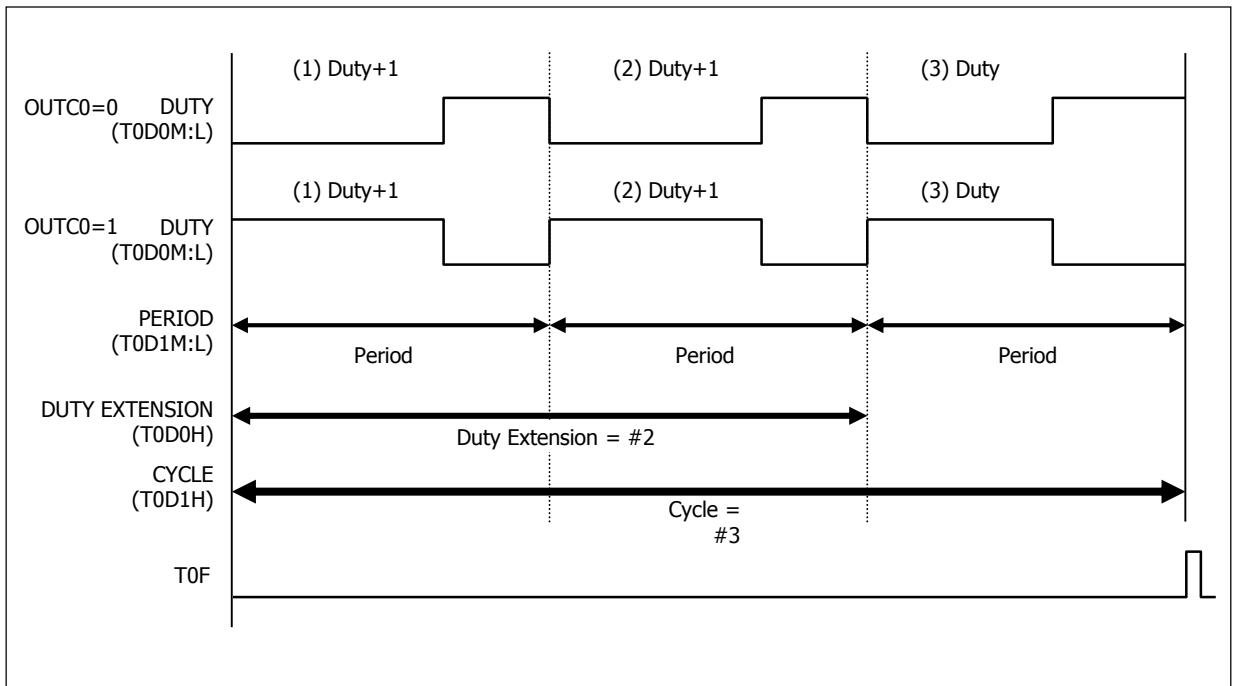 (1) Duty+1
(2) Duty+1
(3) Duty
OUTC0=0 DUTY
(T0D0M:L)
(1) Duty+1
(2) Duty+1
(3) Duty
OUTC0=1 DUTY
(T0D0M:L)
PERIOD
(T0D1M:L)
Period
Period
Period
DUTY EXTENSION
(T0D0H)
Duty Extension = #2
CYCLE
(T0D1H)
Cycle =
#3
T0F